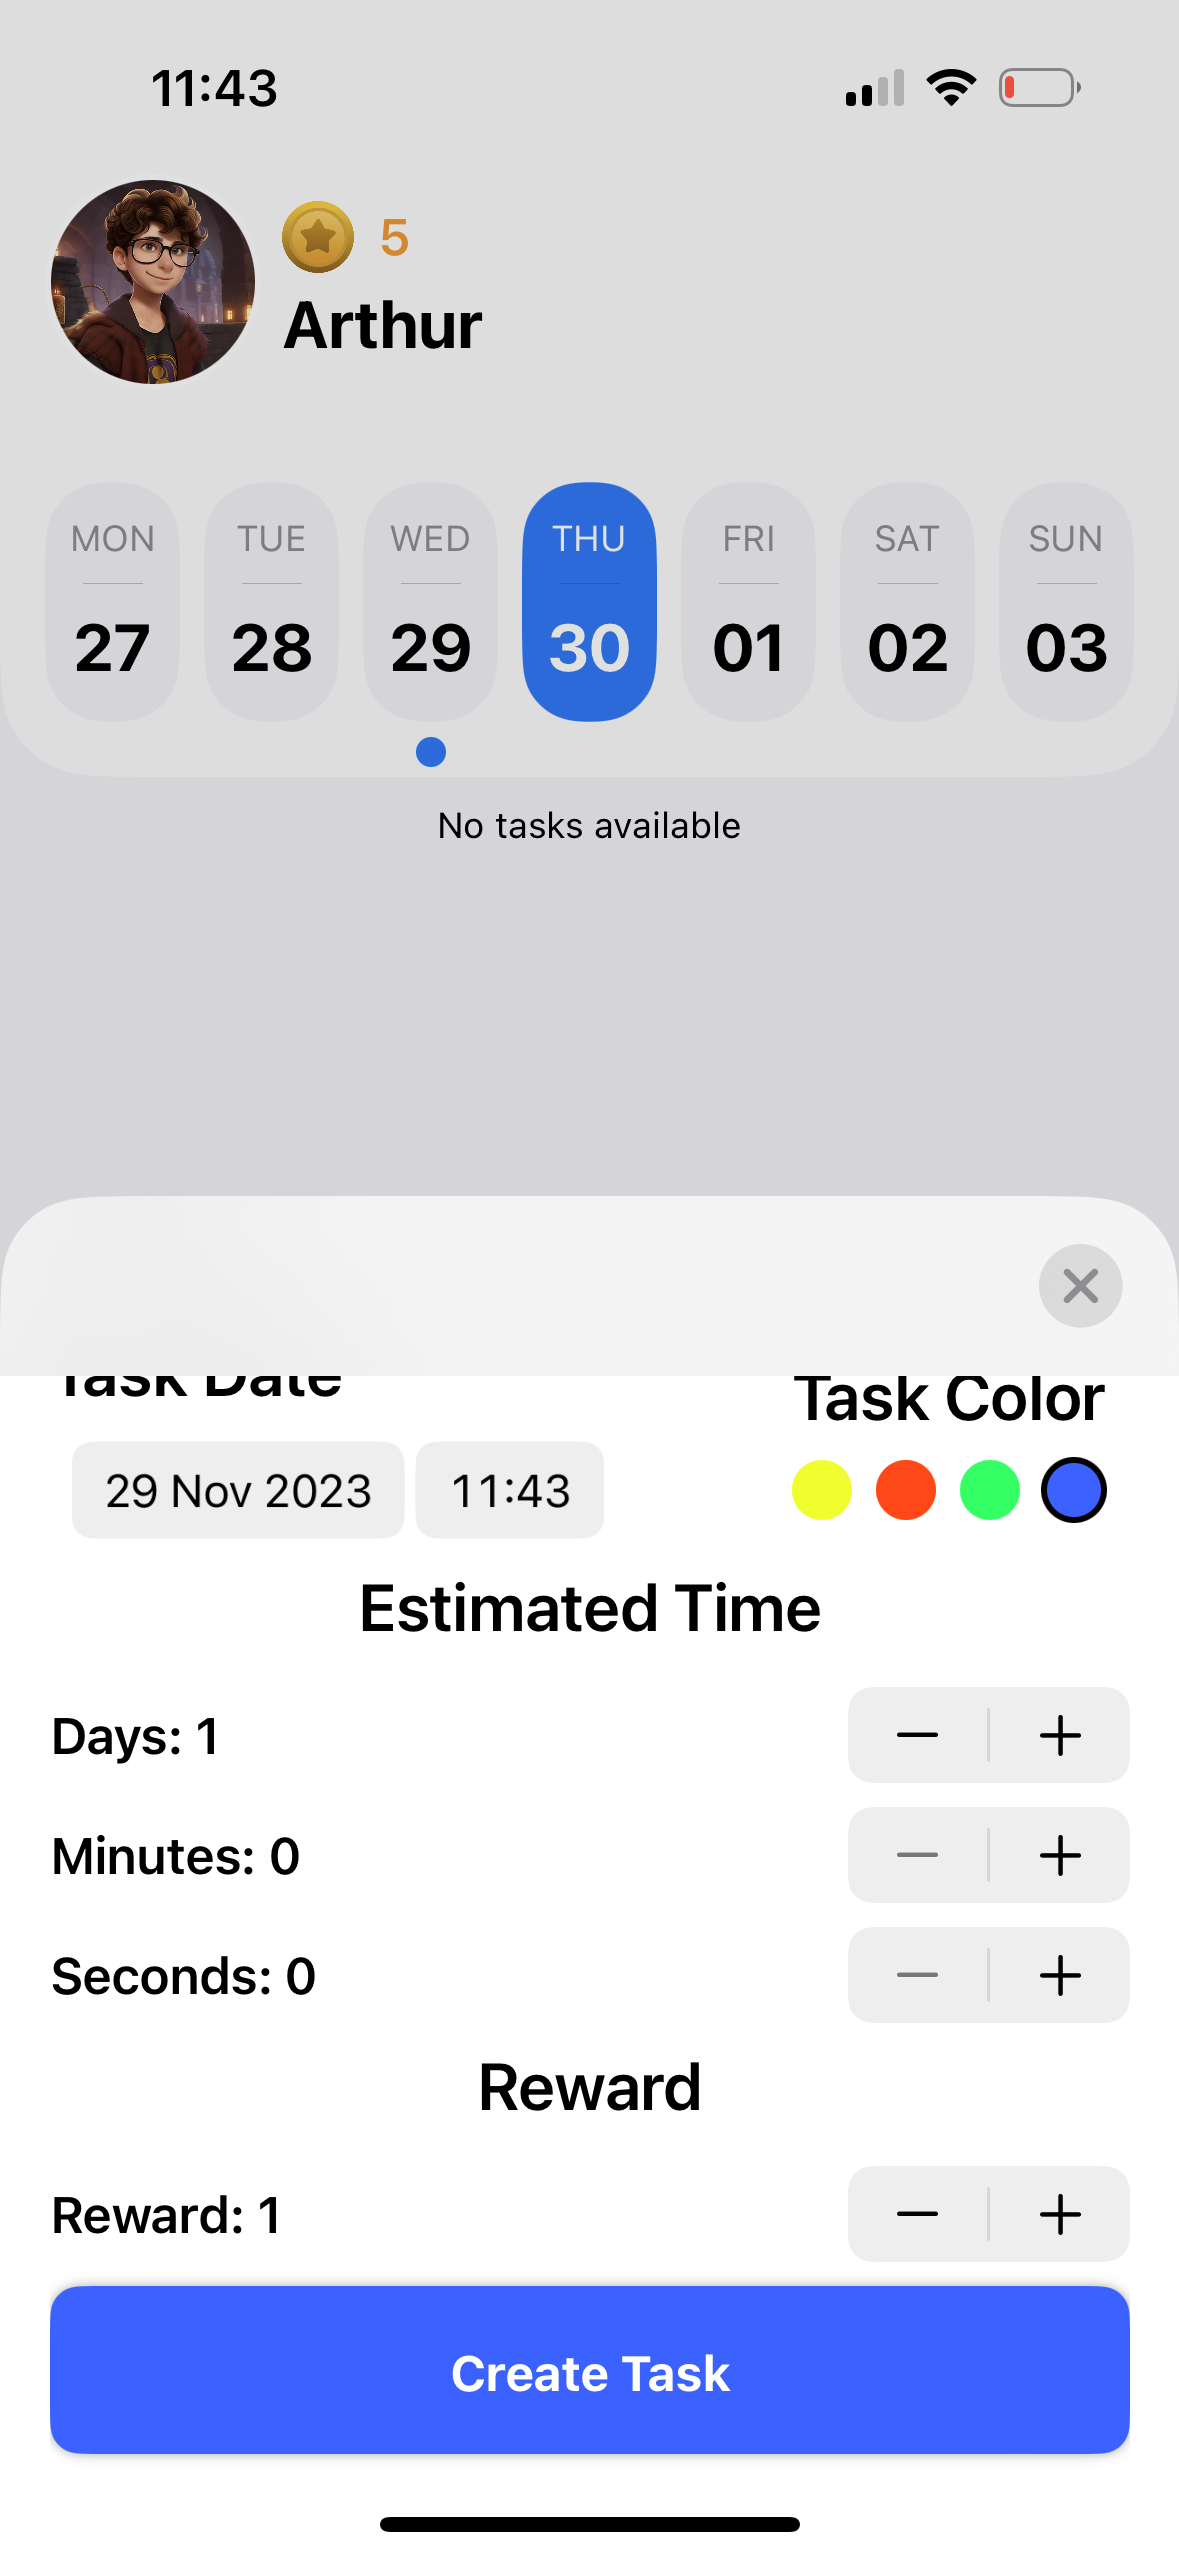 11:43
5
Arthur
MON TUE WED THU FRI SAT SUN
27 28 29 30 01 02 03
No tasks available
Task Date
Task Color
29 Nov 2023 11:43
Estimated Time
Days: 1
Minutes: 0
Seconds: 0
Reward
Reward: 1
Create Task